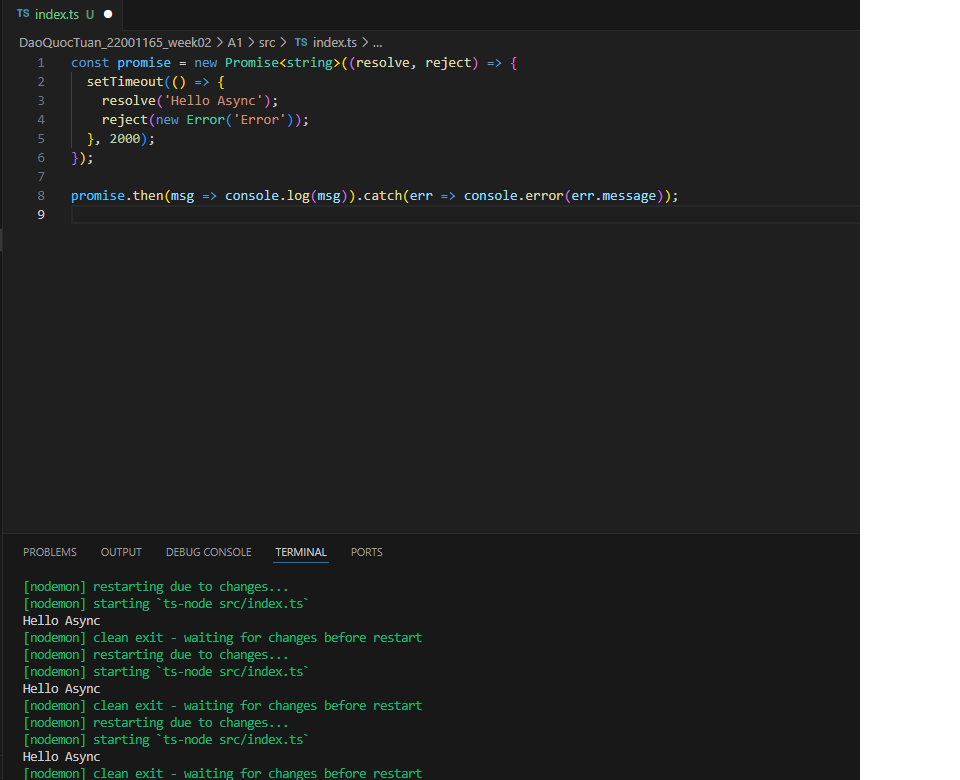 TS index.ts U ●
DaoQuocTuan_22001165_week02 > A1 > src > TS index.ts > ...
1 const promise = new Promise<string>((resolve, reject) => {
2   setTimeout(() => {
3     resolve('Hello Async');
4     reject(new Error('Error'));
5   }, 2000);
6 });
7
8 promise.then(msg => console.log(msg)).catch(err => console.error(err.message));
9
PROBLEMS OUTPUT DEBUG CONSOLE TERMINAL PORTS
[nodemon] restarting due to changes...
[nodemon] starting `ts-node src/index.ts`
Hello Async
[nodemon] clean exit - waiting for changes before restart
[nodemon] restarting due to changes...
[nodemon] starting `ts-node src/index.ts`
Hello Async
[nodemon] clean exit - waiting for changes before restart
[nodemon] restarting due to changes...
[nodemon] starting `ts-node src/index.ts`
Hello Async
[nodemon] clean exit - waiting for changes before restart